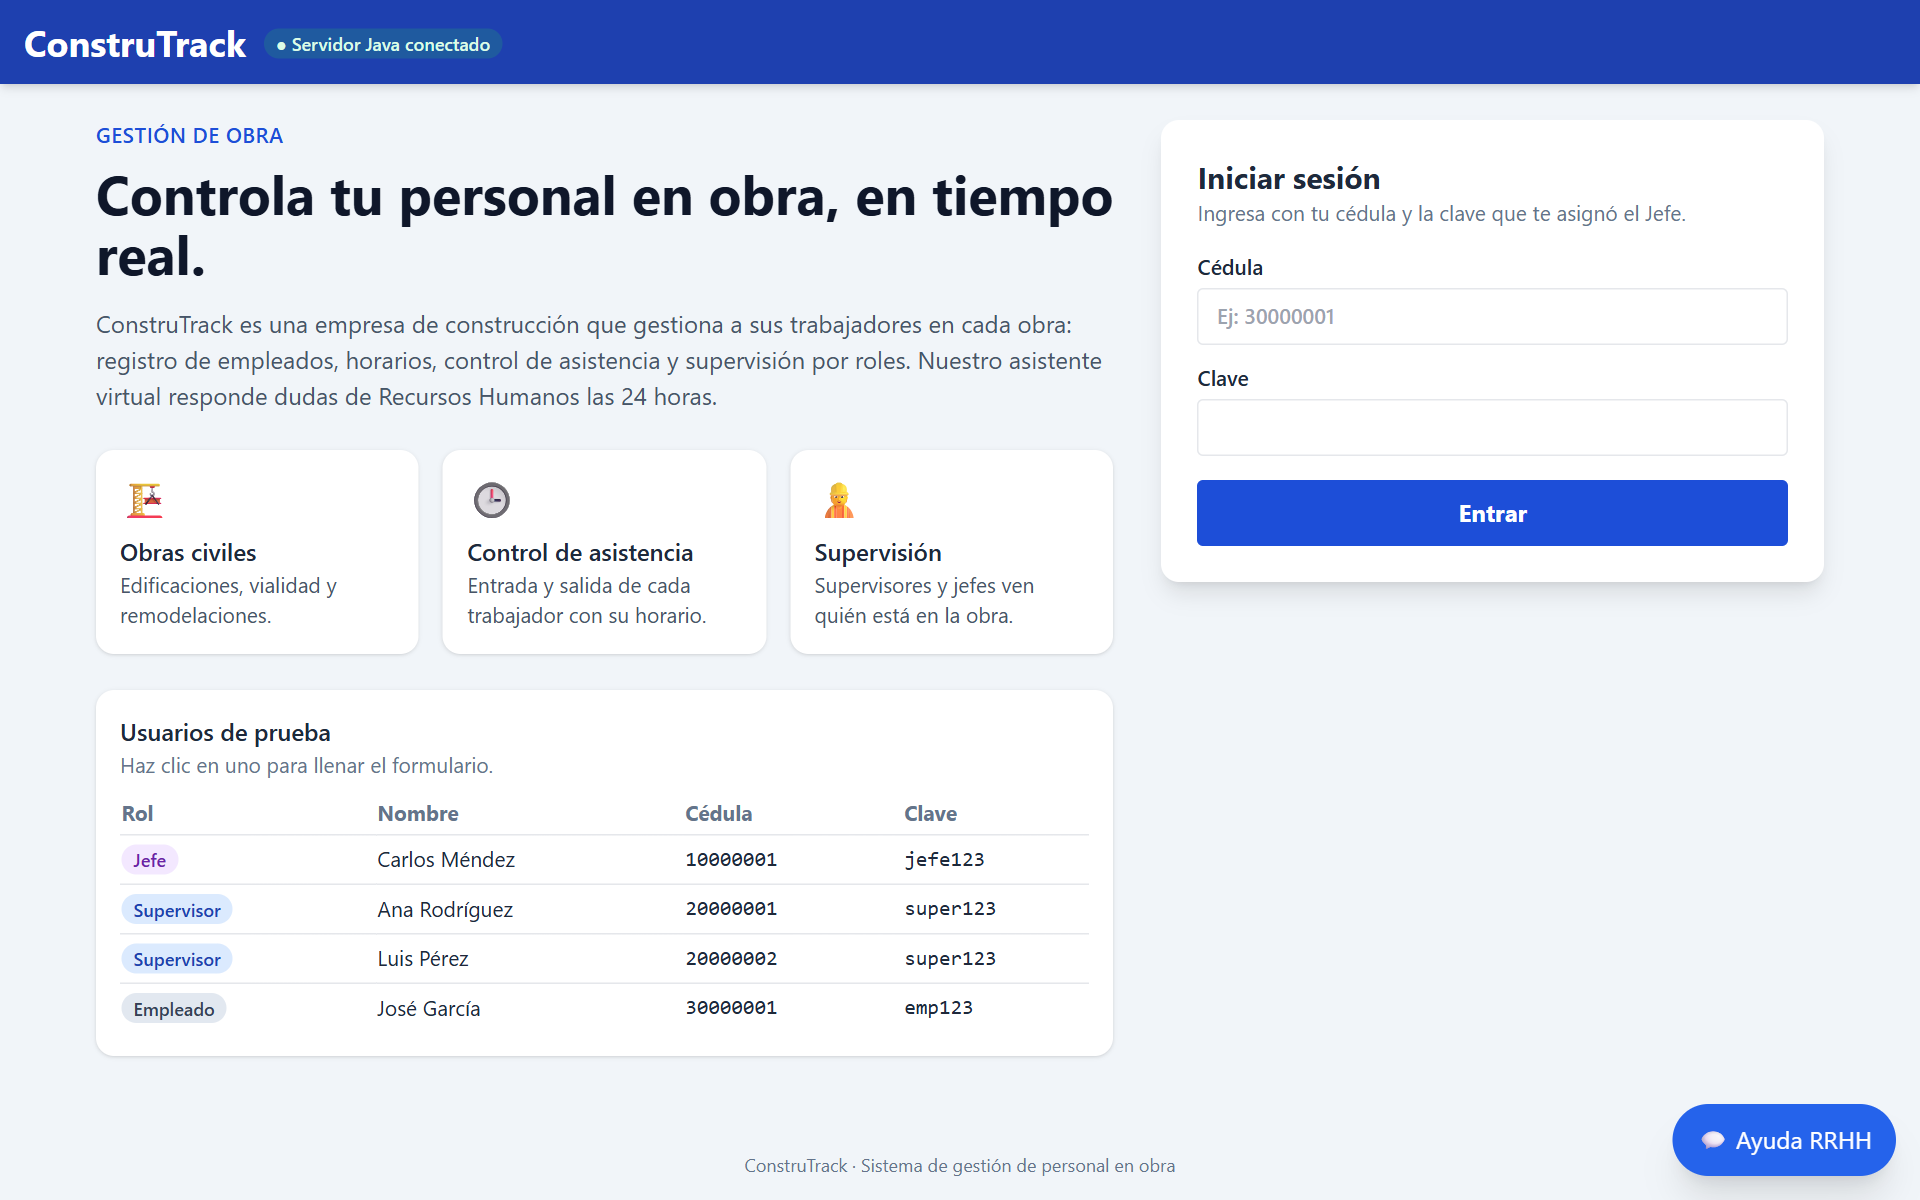 ConstruTrack
● Servidor Java conectado
GESTIÓN DE OBRA
Controla tu personal en obra, en tiempo
real.
ConstruTrack es una empresa de construcción que gestiona a sus trabajadores en cada obra:
registro de empleados, horarios, control de asistencia y supervisión por roles. Nuestro asistente
virtual responde dudas de Recursos Humanos las 24 horas.
Obras civiles
Edificaciones, vialidad y
remodelaciones.
Control de asistencia
Entrada y salida de cada
trabajador con su horario.
Supervisión
Supervisores y jefes ven
quién está en la obra.
Usuarios de prueba
Haz clic en uno para llenar el formulario.
Rol Nombre Cédula Clave
Jefe Carlos Méndez 10000001 jefe123
Supervisor Ana Rodríguez 20000001 super123
Supervisor Luis Pérez 20000002 super123
Empleado José García 30000001 emp123
Iniciar sesión
Ingresa con tu cédula y la clave que te asignó el Jefe.
Cédula
Ej: 30000001
Clave
Entrar
Ayuda RRHH
ConstruTrack · Sistema de gestión de personal en obra